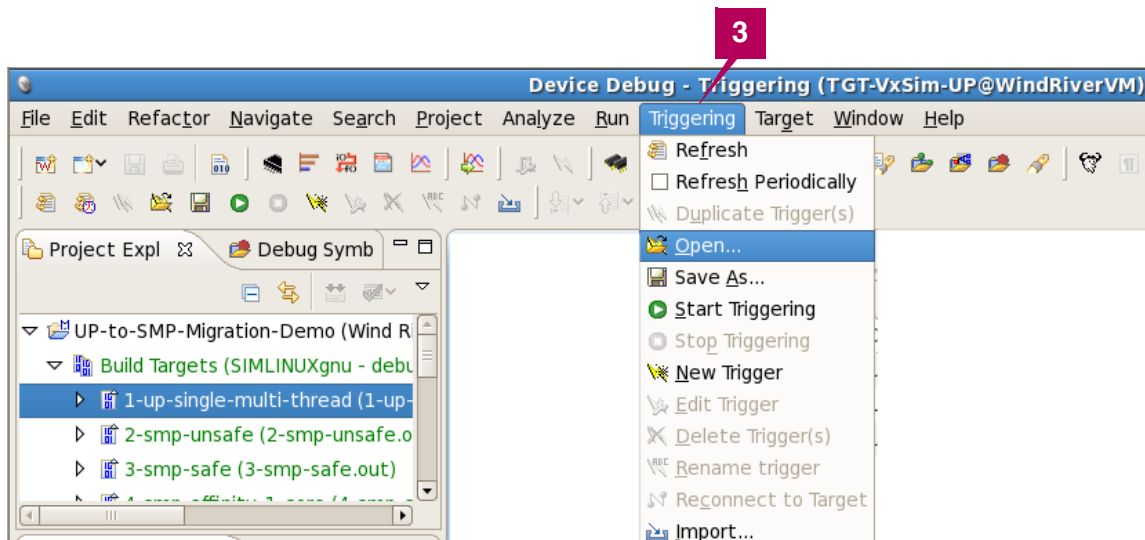 3
Device Debug - Triggering (TGT-VxSim-UP@WindRiverVM)
File Edit Refactor Navigate Search Project Analyze Run Triggering Target Window Help
Refresh
Refresh Periodically
Duplicate Trigger(s)
Open...
Save As...
Start Triggering
Stop Triggering
New Trigger
Edit Trigger
Delete Trigger(s)
Rename trigger
Reconnect to Target
Import...
Project Expl Debug Symb
UP-to-SMP-Migration-Demo (Wind Ri
Build Targets (SIMLINUXgnu - debu
1-up-single-multi-thread (1-up-
2-smp-unsafe (2-smp-unsafe.o
3-smp-safe (3-smp-safe.out)